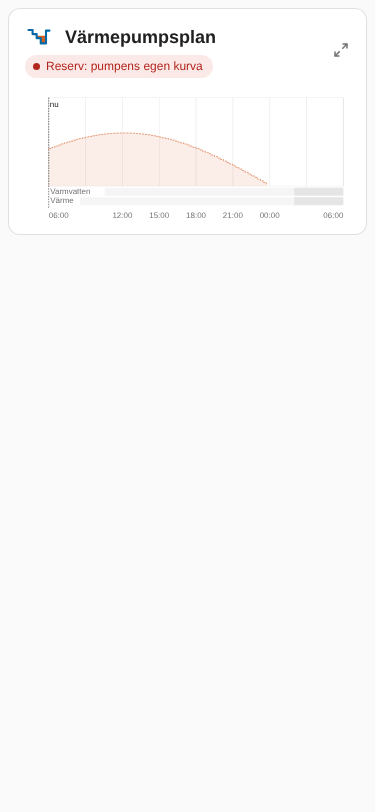 Värmepumpsplan
Reserv: pumpens egen kurva
nu
Varmvatten
Värme
06:00 12:00 15:00 18:00 21:00 00:00 06:00